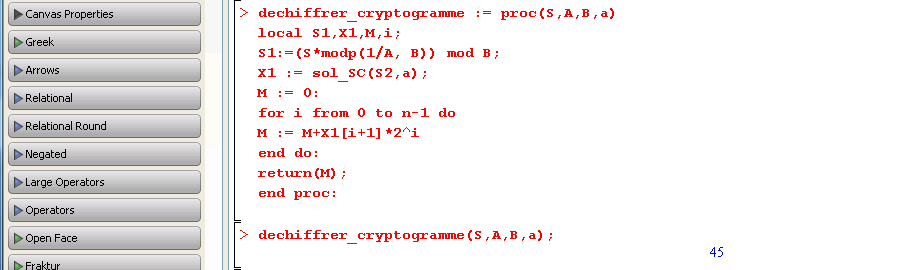 Canvas Properties
Greek
Arrows
Relational
Relational Round
Negated
Large Operators
Operators
Open Face
Fraktur
> dechiffrer_cryptogramme := proc(S,A,B,a)
local S1,X1,M,i;
S1:=(S*modp(1/A, B)) mod B;
X1 := sol_SC(S2,a);
M := 0:
for i from 0 to n-1 do
M := M+X1[i+1]*2^i
end do:
return(M);
end proc:
> dechiffrer_cryptogramme(S,A,B,a);
45